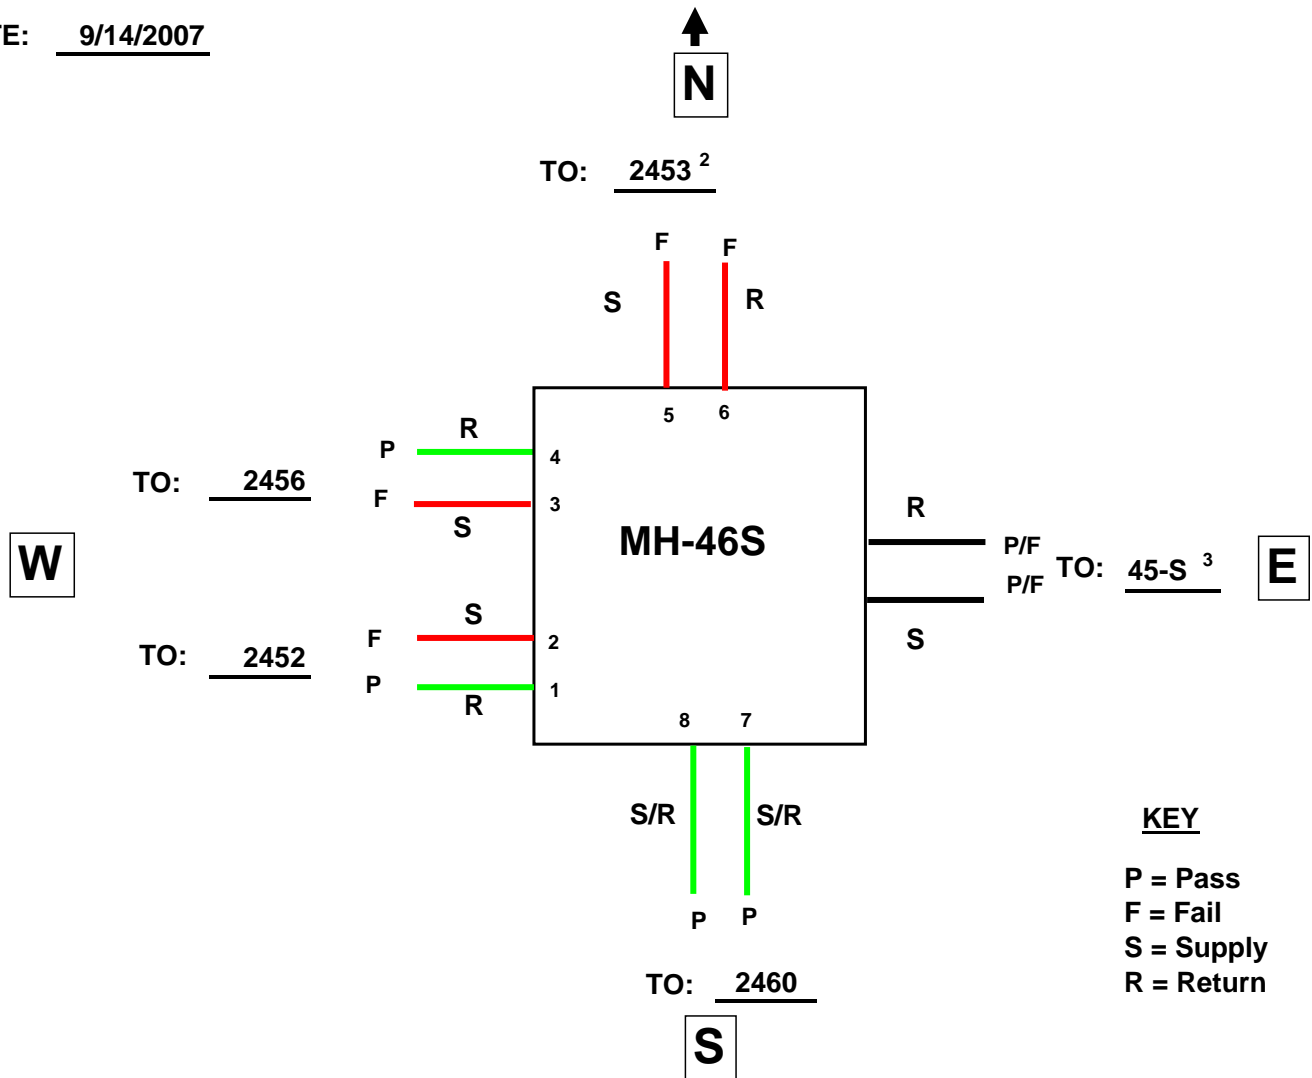 TE: 9/14/2007
N
TO: 2453 2
F F
S R
5 6
P R 4
TO: 2456
F S 3
MH-46S
W
R P/F
TO: 45-S 3
P/F S
E
F S 2
TO: 2452
P R 1
8 7
S/R S/R
P P
TO: 2460
S
KEY
P = Pass
F = Fail
S = Supply
R = Return